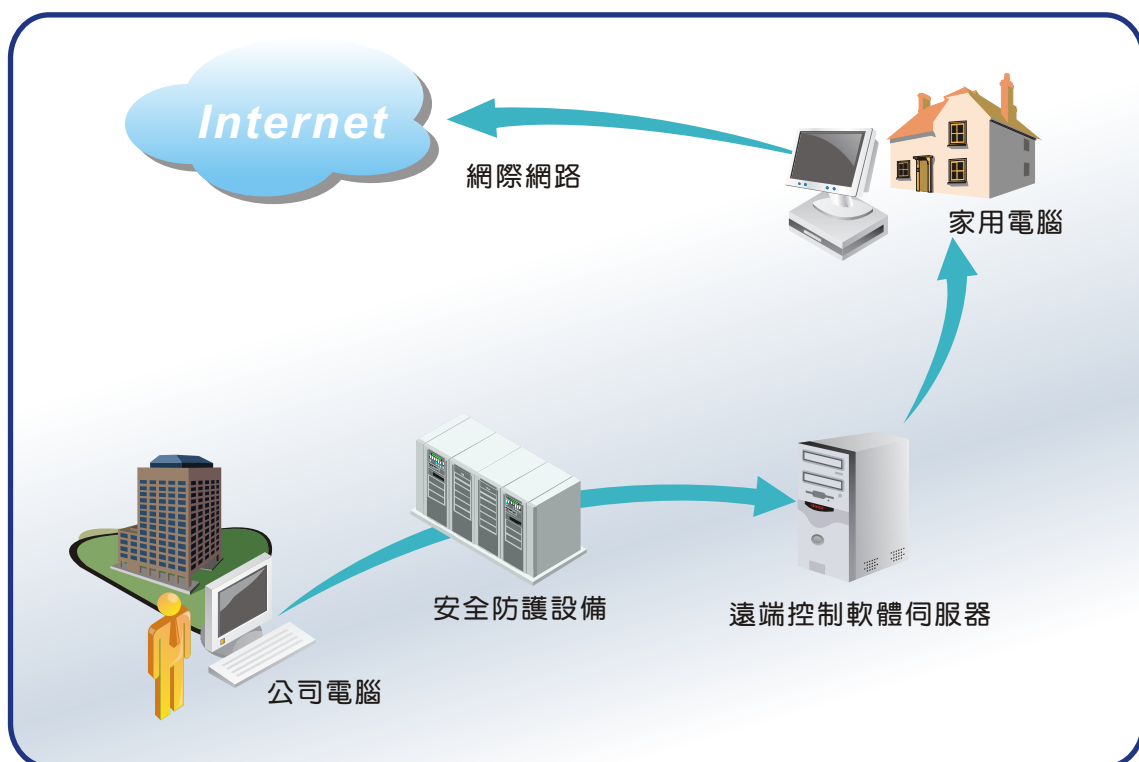 Internet
網際網路
家用電腦
安全防護設備
遠端控制軟體伺服器
公司電腦